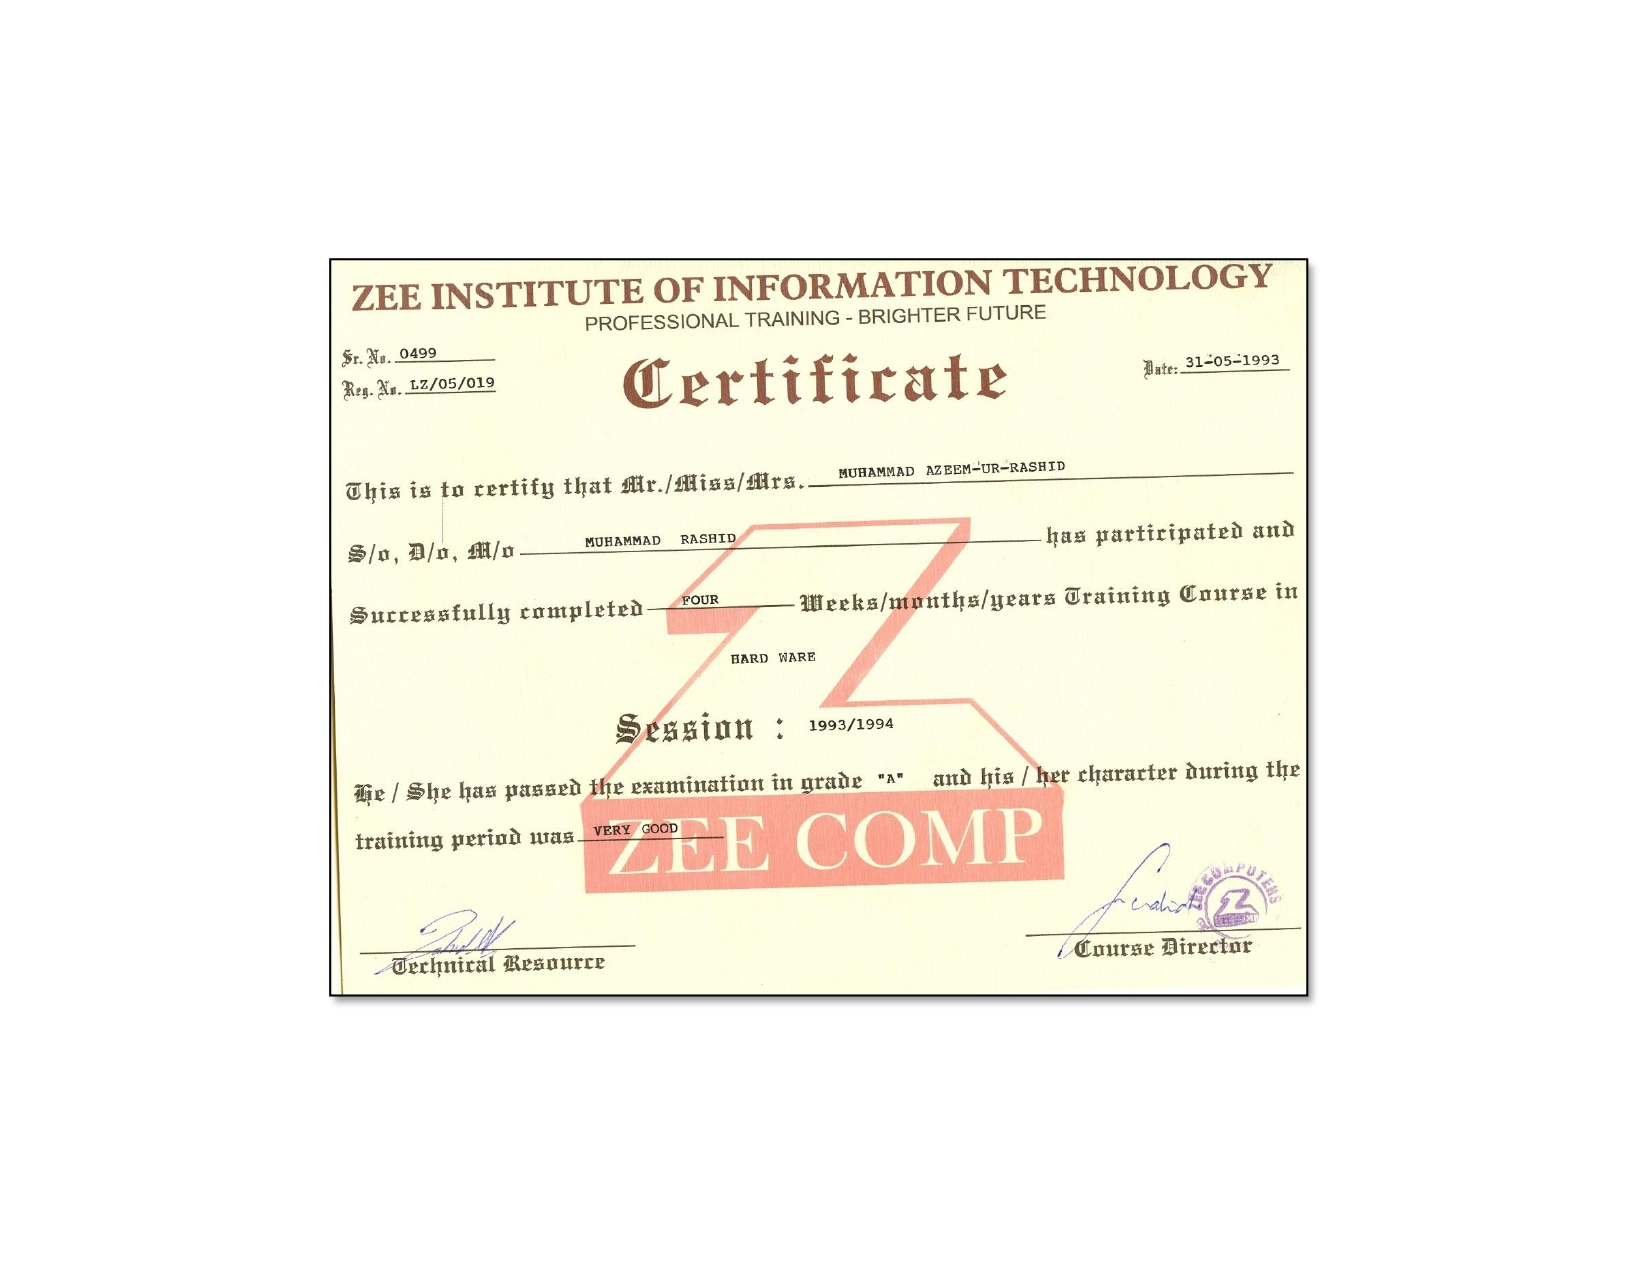 ZEE INSTITUTE OF INFORMATION TECHNOLOGY
PROFESSIONAL TRAINING - BRIGHTER FUTURE
Sr. No. 0499
Reg. No. LZ/05/019
Certificate
Date: 31-05-1993
This is to certify that Mr./Miss/Mrs. MUHAMMAD AZEEM-UR-RASHID
S/o, D/o, M/o MUHAMMAD RASHID has participated and
Successfully completed FOUR Weeks/months/years Training Course in
HARD WARE
Session : 1993/1994
He / She has passed the examination in grade "A" and his / her character during the
training period was VERY GOOD
ZEE COMP
ZEE COMPUTERS
Technical Resource
Course Director